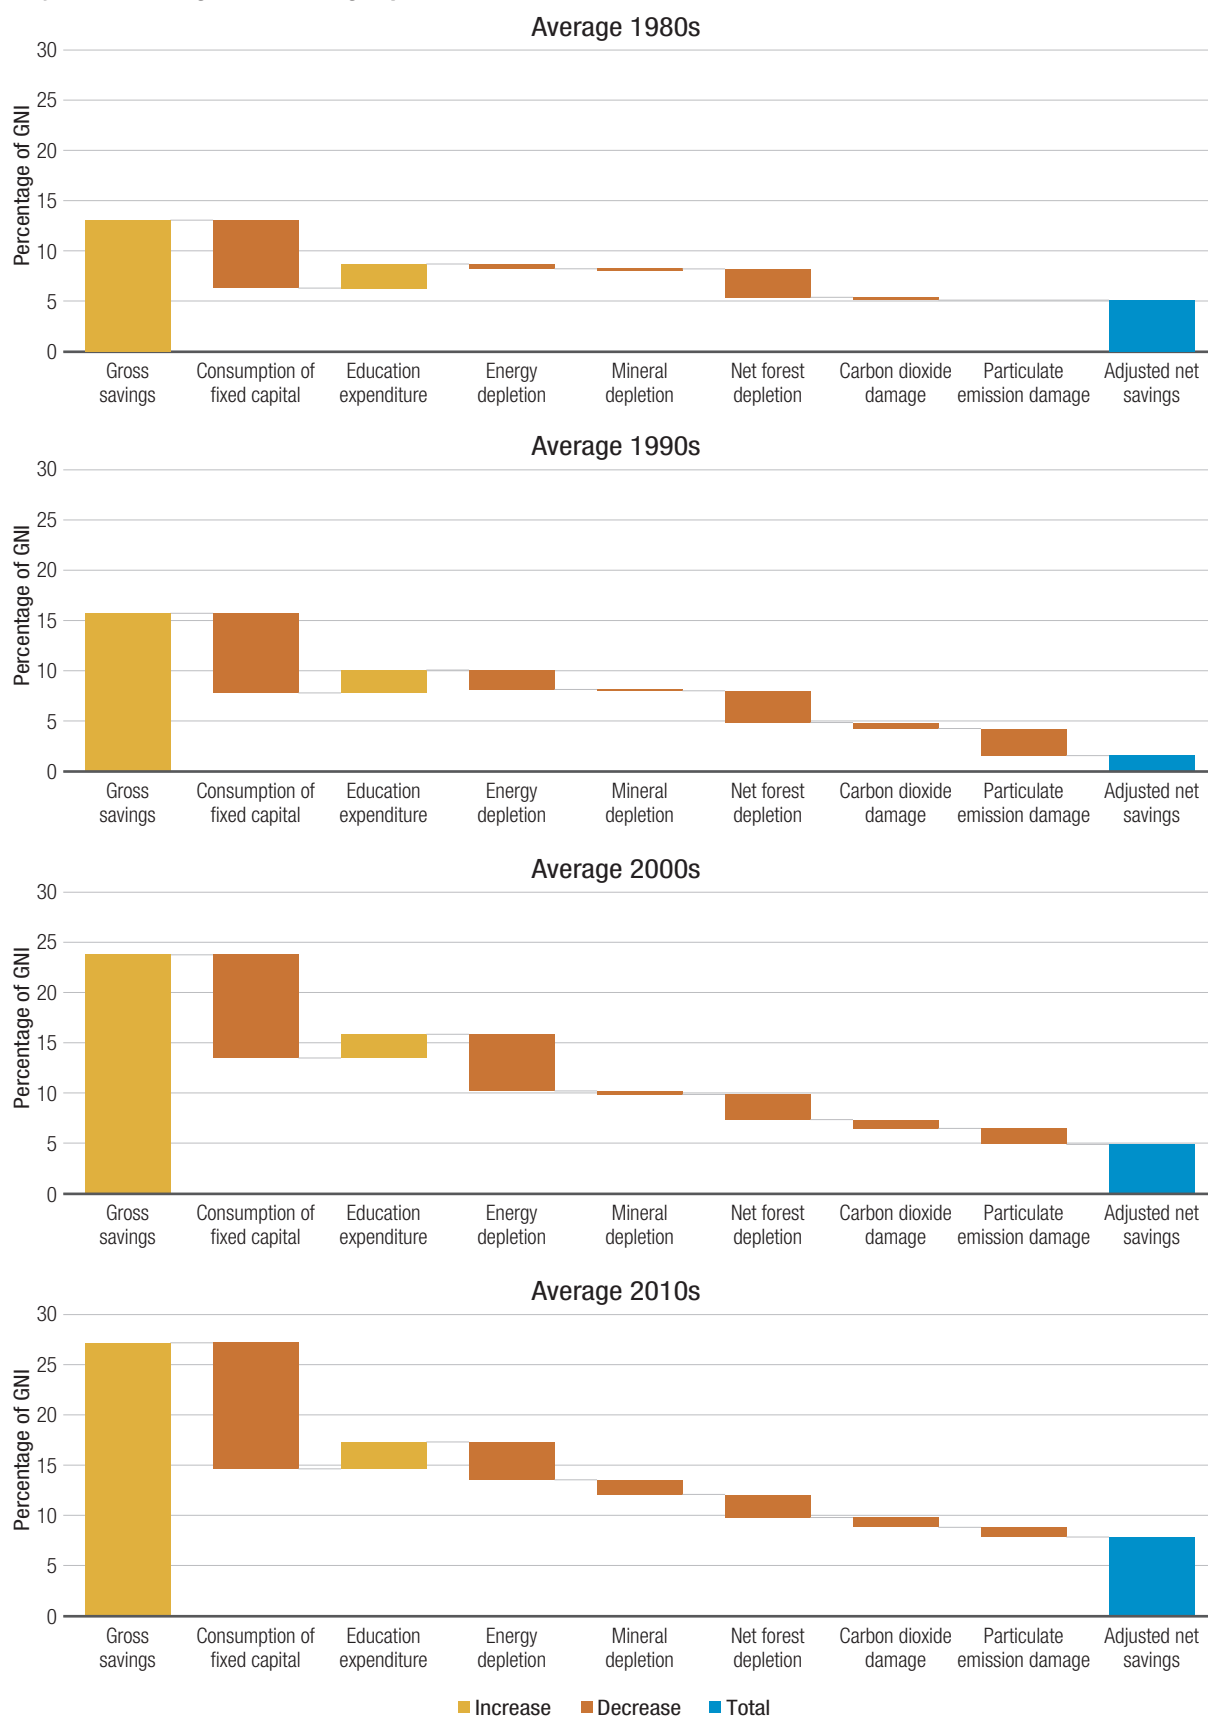 Average 1980s
Percentage of GNI
30
25
20
15
10
5
0
Gross savings
Consumption of fixed capital
Education expenditure
Energy depletion
Mineral depletion
Net forest depletion
Carbon dioxide damage
Particulate emission damage
Adjusted net savings
Average 1990s
Percentage of GNI
30
25
20
15
10
5
0
Gross savings
Consumption of fixed capital
Education expenditure
Energy depletion
Mineral depletion
Net forest depletion
Carbon dioxide damage
Particulate emission damage
Adjusted net savings
Average 2000s
Percentage of GNI
30
25
20
15
10
5
0
Gross savings
Consumption of fixed capital
Education expenditure
Energy depletion
Mineral depletion
Net forest depletion
Carbon dioxide damage
Particulate emission damage
Adjusted net savings
Average 2010s
Percentage of GNI
30
25
20
15
10
5
0
Gross savings
Consumption of fixed capital
Education expenditure
Energy depletion
Mineral depletion
Net forest depletion
Carbon dioxide damage
Particulate emission damage
Adjusted net savings
Increase
Decrease
Total